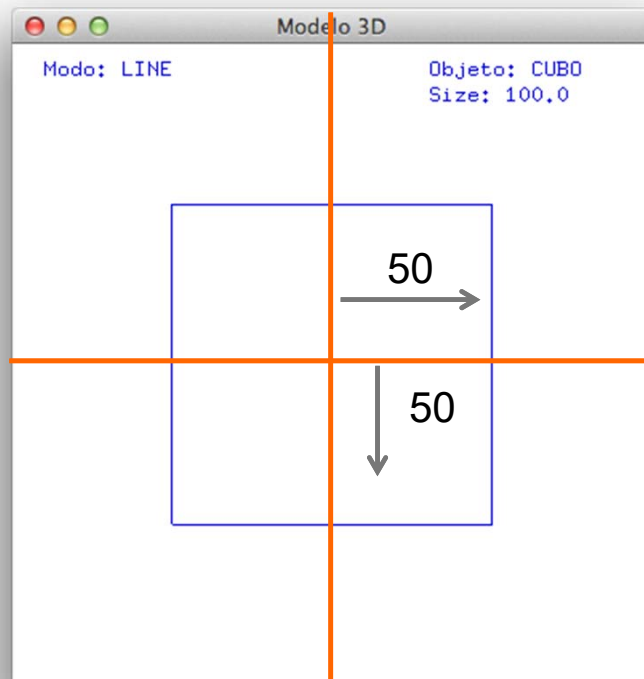 Modelo 3D
Modo: LINE
Objeto: CUBO
Size: 100.0
50
50